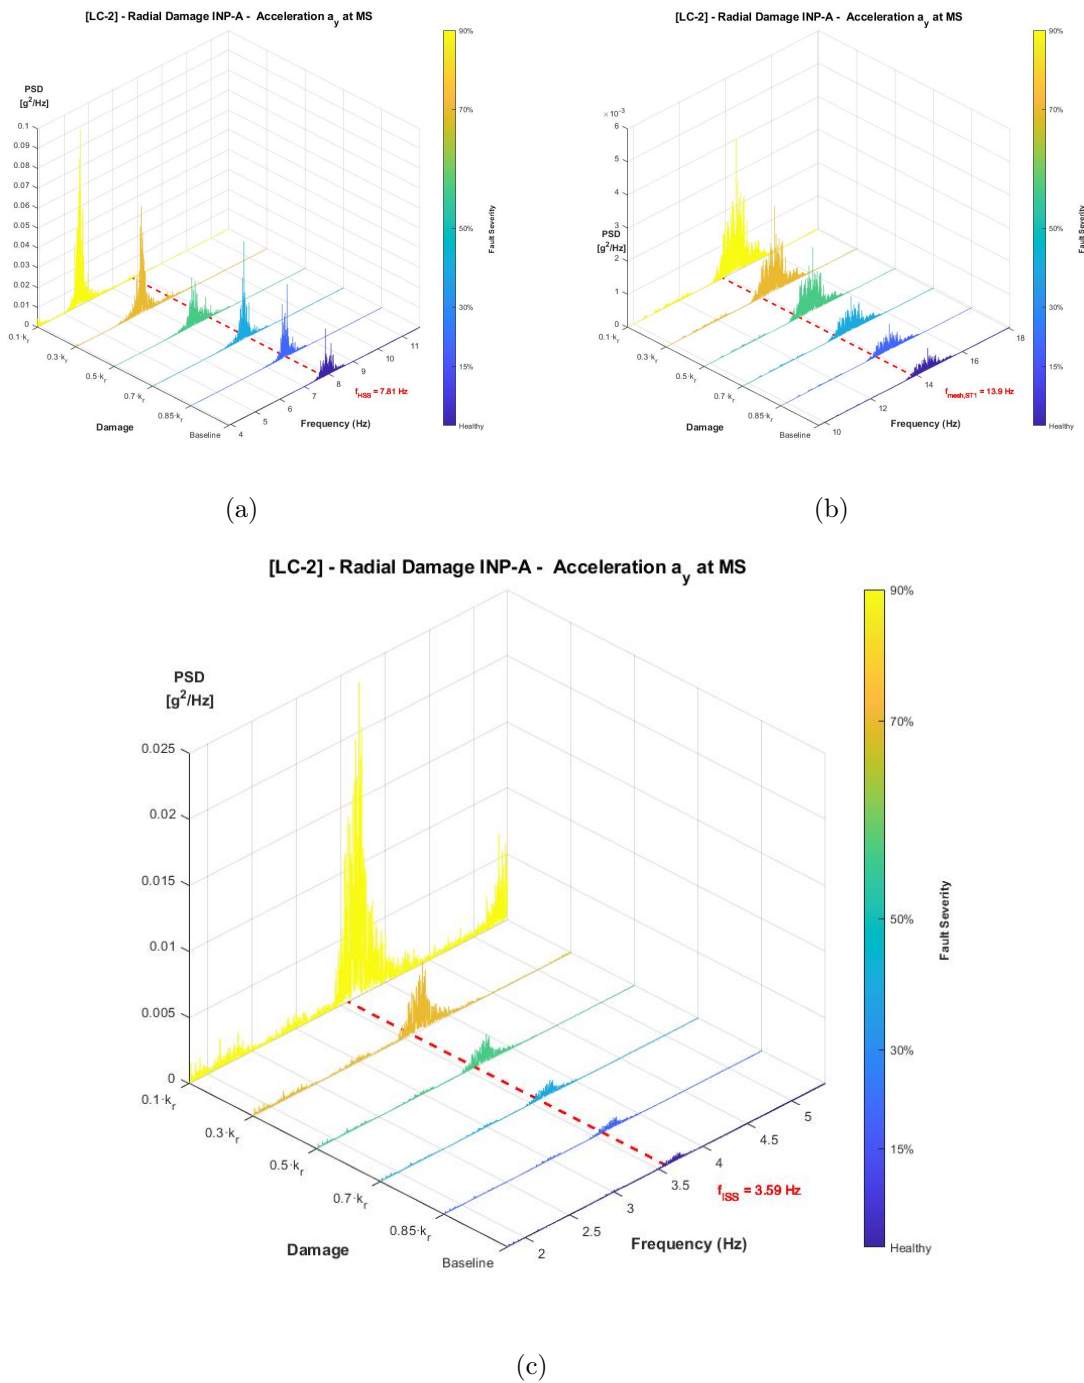 [LC-2] - Radial Damage INP-A - Acceleration a_y at MS
PSD
[g²/Hz]
0.1
0.09
0.08
0.07
0.06
0.05
0.04
0.03
0.02
0.01
0
0.1·k_r
0.3·k_r
0.5·k_r
0.7·k_r
0.85·k_r
Baseline
Damage
4
5
6
7
8
9
10
11
Frequency (Hz)
f_HSS = 7.81 Hz
90%
70%
50%
30%
15%
Healthy
Fault Severity
(a)
[LC-2] - Radial Damage INP-A - Acceleration a_y at MS
×10⁻³
6
5
4
3
PSD
[g²/Hz]
2
1
0
0.1·k_r
0.3·k_r
0.5·k_r
0.7·k_r
0.85·k_r
Baseline
Damage
10
12
14
16
18
Frequency (Hz)
f_mesh,ST1 = 13.9 Hz
90%
70%
50%
30%
15%
Healthy
Fault Severity
(b)
[LC-2] - Radial Damage INP-A - Acceleration a_y at MS
PSD
[g²/Hz]
0.025
0.02
0.015
0.01
0.005
0
0.1·k_r
0.3·k_r
0.5·k_r
0.7·k_r
0.85·k_r
Baseline
Damage
2
2.5
3
3.5
4
4.5
5
Frequency (Hz)
f_ISS = 3.59 Hz
90%
70%
50%
30%
15%
Healthy
Fault Severity
(c)